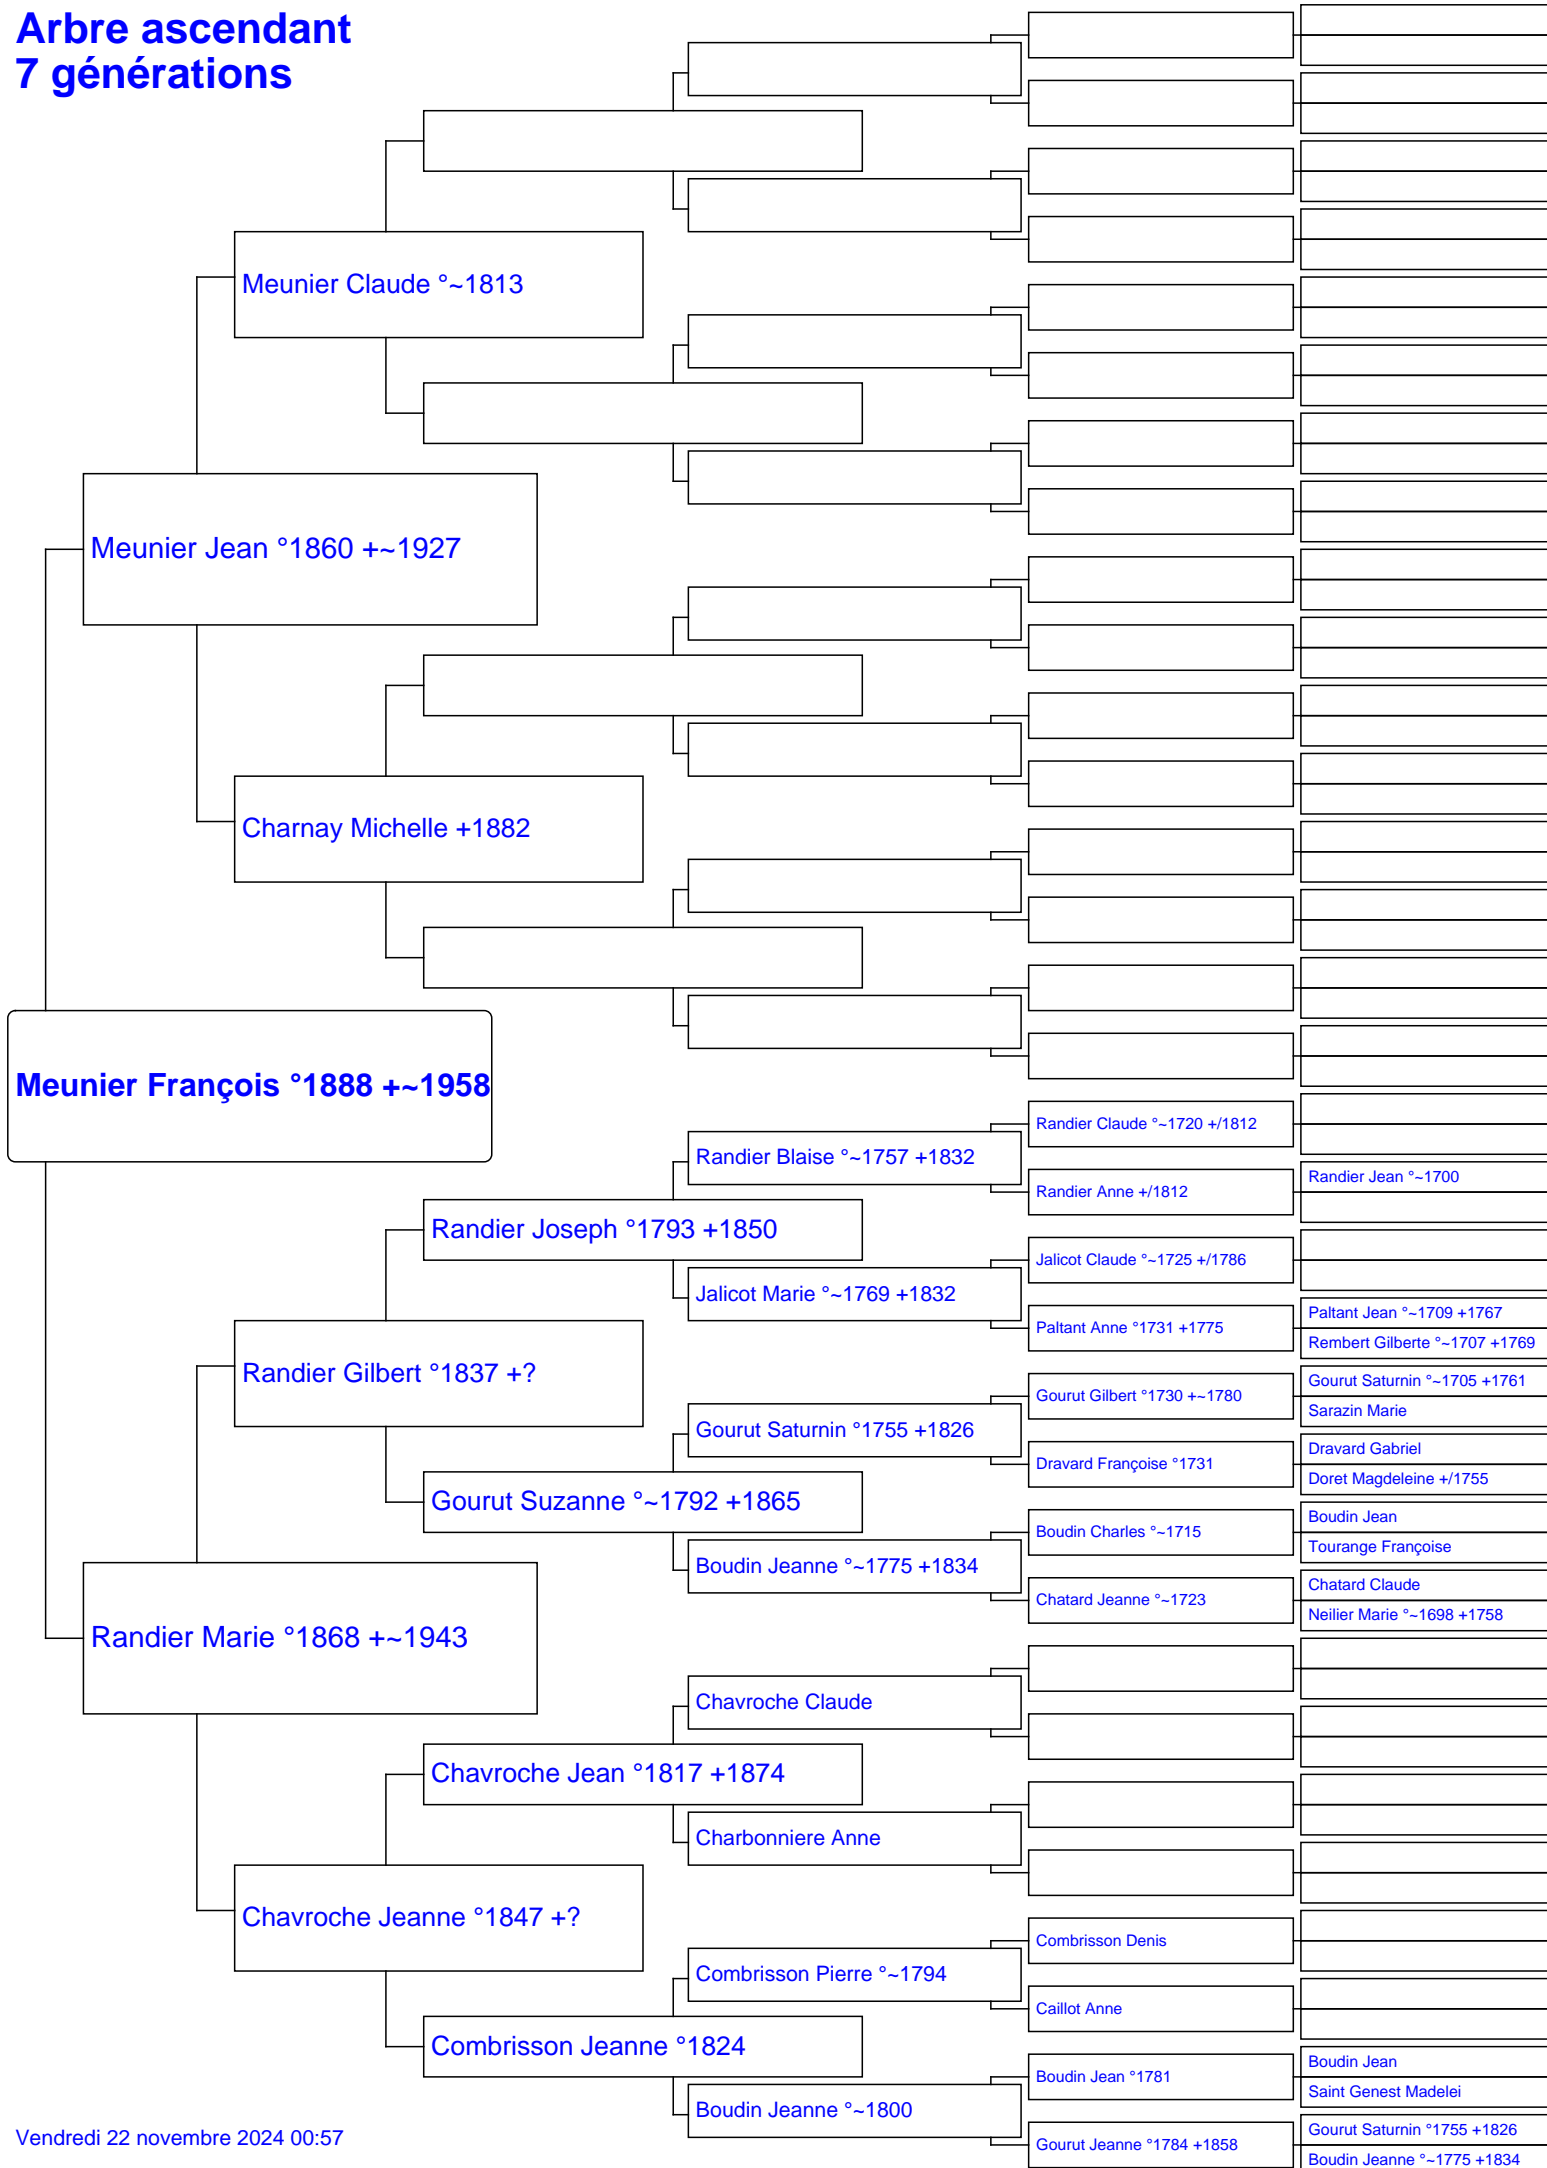 Arbre ascendant
7 générations
Meunier Claude °~1813
Meunier Jean °1860 +~1927
Charnay Michelle +1882
Meunier François °1888 +~1958
Randier Claude °~1720 +/1812
Randier Blaise °~1757 +1832
Randier Jean °~1700
Randier Anne +/1812
Randier Joseph °1793 +1850
Jalicot Claude °~1725 +/1786
Jalicot Marie °~1769 +1832
Paltant Jean °~1709 +1767
Paltant Anne °1731 +1775
Rembert Gilberte °~1707 +1769
Randier Gilbert °1837 +?
Gourut Saturnin °~1705 +1761
Gourut Gilbert °1730 +~1780
Sarazin Marie
Gourut Saturnin °1755 +1826
Dravard Gabriel
Dravard Françoise °1731
Doret Magdeleine +/1755
Gourut Suzanne °~1792 +1865
Boudin Jean
Boudin Charles °~1715
Tourange Françoise
Boudin Jeanne °~1775 +1834
Chatard Claude
Chatard Jeanne °~1723
Neilier Marie °~1698 +1758
Randier Marie °1868 +~1943
Chavroche Claude
Chavroche Jean °1817 +1874
Charbonniere Anne
Chavroche Jeanne °1847 +?
Combrisson Denis
Combrisson Pierre °~1794
Caillot Anne
Combrisson Jeanne °1824
Boudin Jean
Boudin Jean °1781
Saint Genest Madelei
Boudin Jeanne °~1800
Gourut Saturnin °1755 +1826
Gourut Jeanne °1784 +1858
Boudin Jeanne °~1775 +1834
Vendredi 22 novembre 2024 00:57